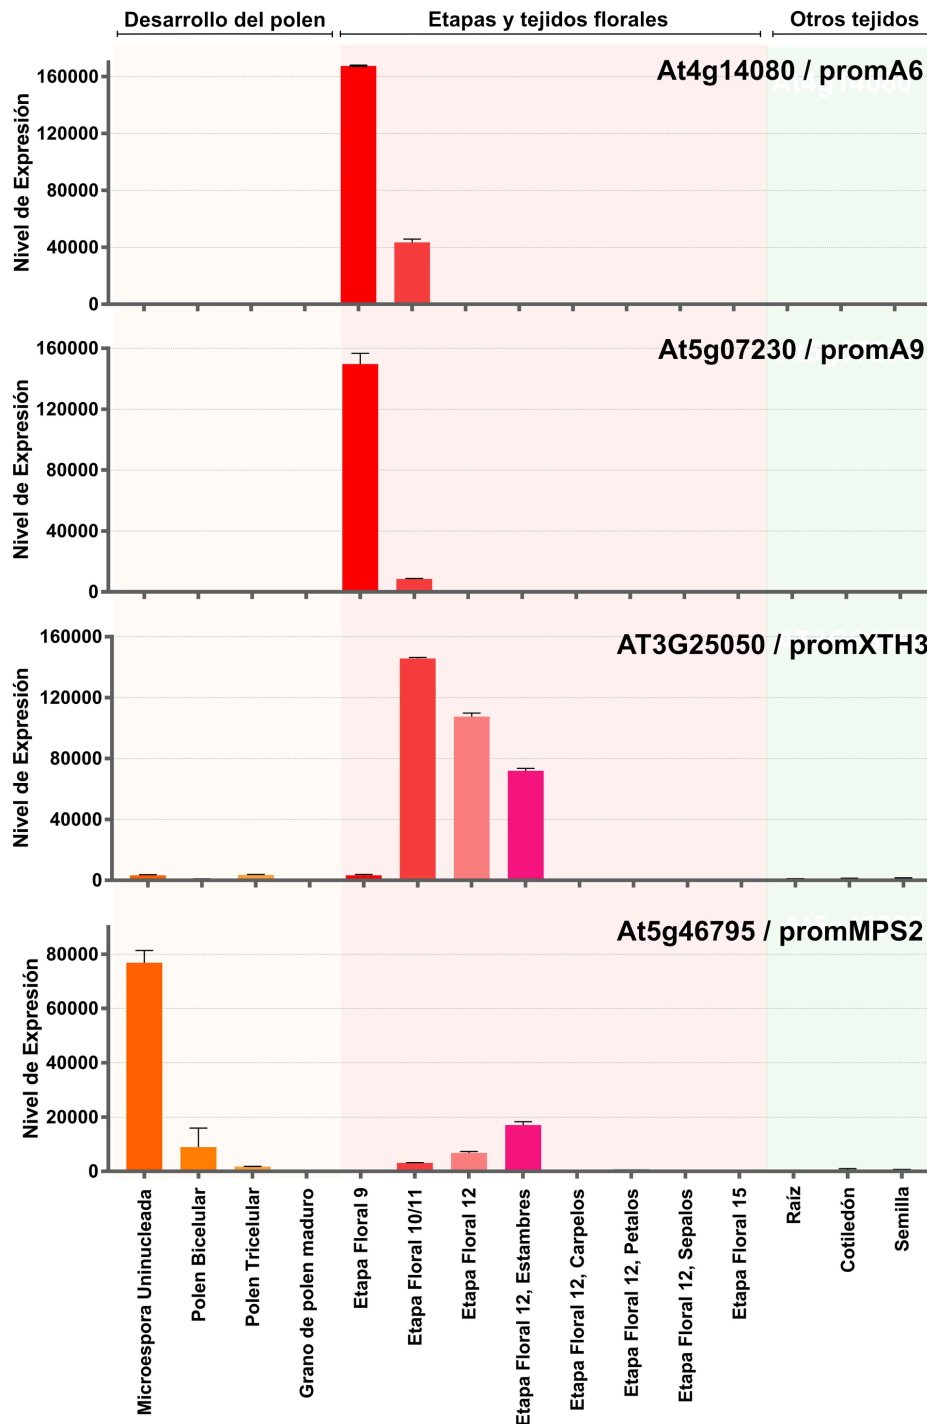 Desarrollo del polen
Etapas y tejidos florales
Otros tejidos
At4g14080 / promA6
At4g14080
Nivel de Expresión
160000
120000
80000
40000
0
At5g07230 / promA9
Nivel de Expresión
160000
120000
80000
40000
0
AT3G25050 / promXTH3
Nivel de Expresión
160000
120000
80000
40000
0
At5g46795 / promMPS2
Nivel de Expresión
80000
60000
40000
20000
0
Microespora Uninucleada
Polen Bicelular
Polen Tricelular
Grano de polen maduro
Etapa Floral 9
Etapa Floral 10/11
Etapa Floral 12
Etapa Floral 12, Estambres
Etapa Floral 12, Carpelos
Etapa Floral 12, Petalos
Etapa Floral 12, Sepalos
Etapa Floral 15
Raíz
Cotiledón
Semilla